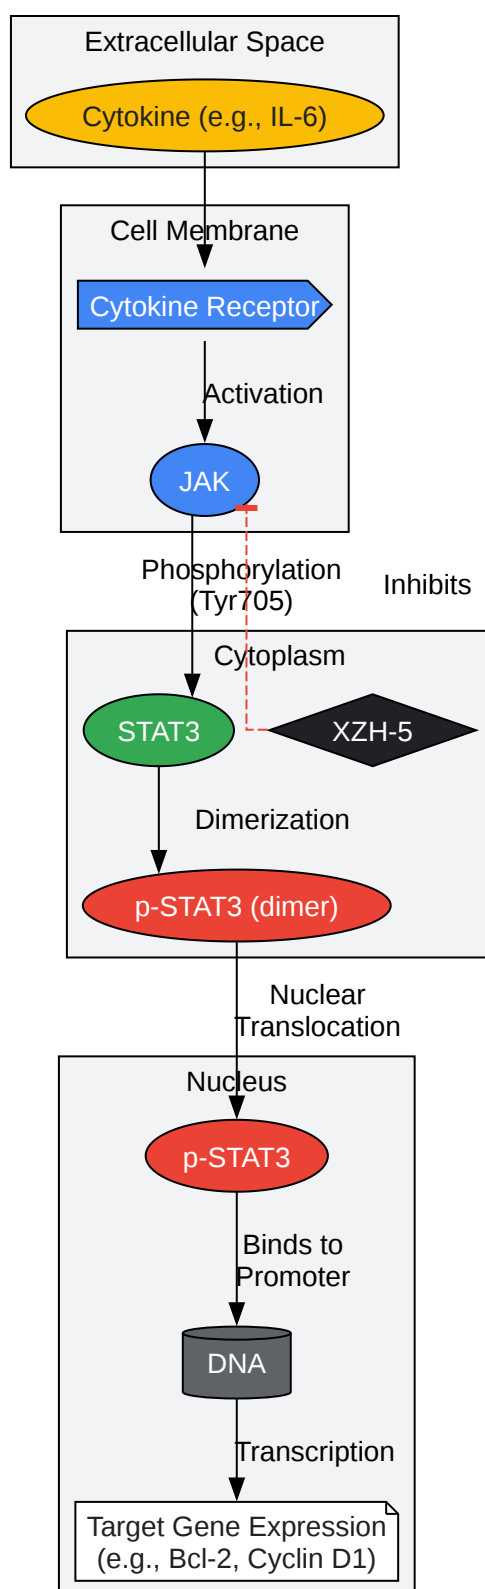 Extracellular Space
Cytokine (e.g., IL-6)
Cell Membrane
Cytokine Receptor
Activation
JAK
Phosphorylation
(Tyr705)
Inhibits
Cytoplasm
STAT3
XZH-5
Dimerization
p-STAT3 (dimer)
Nuclear
Translocation
Nucleus
p-STAT3
Binds to
Promoter
DNA
Transcription
Target Gene Expression
(e.g., Bcl-2, Cyclin D1)